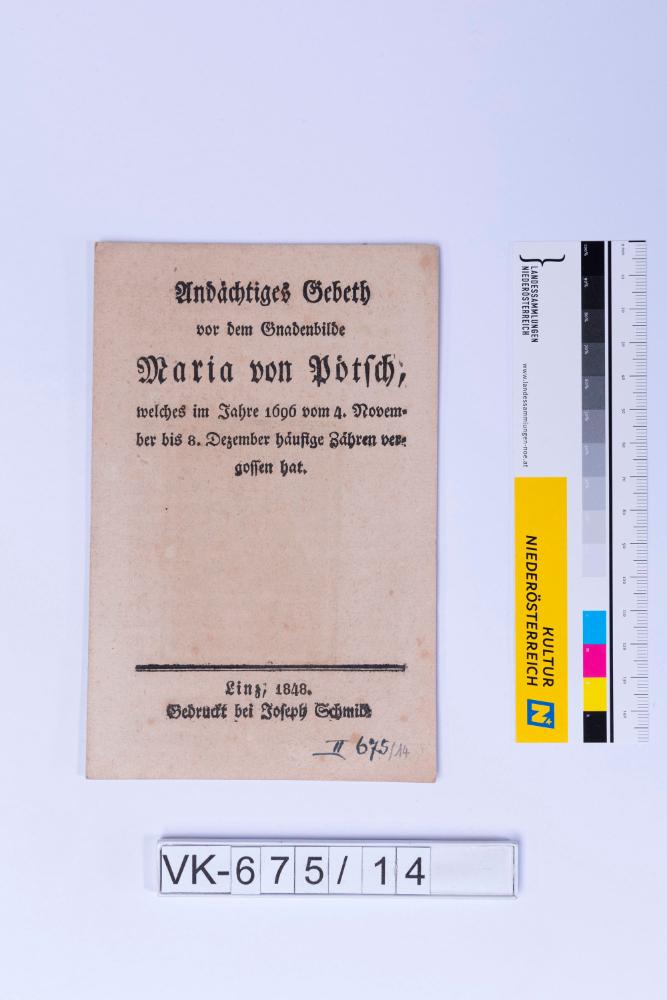 Andächtiges Gebeth
vor dem Gnadenbilde
Maria von Pötsch,
welches im Jahre 1696 vom 4. Novem-
ber bis 8. Dezember häufige Zähren ver-
gossen hat.
Linz, 1848.
Gedruckt bei Joseph Schmid.
II 675/14
VK-675/14
LANDESSAMMLUNGEN
NIEDERÖSTERREICH
www.landessammlungen-noe.at
KULTUR
NIEDERÖSTERREICH
N